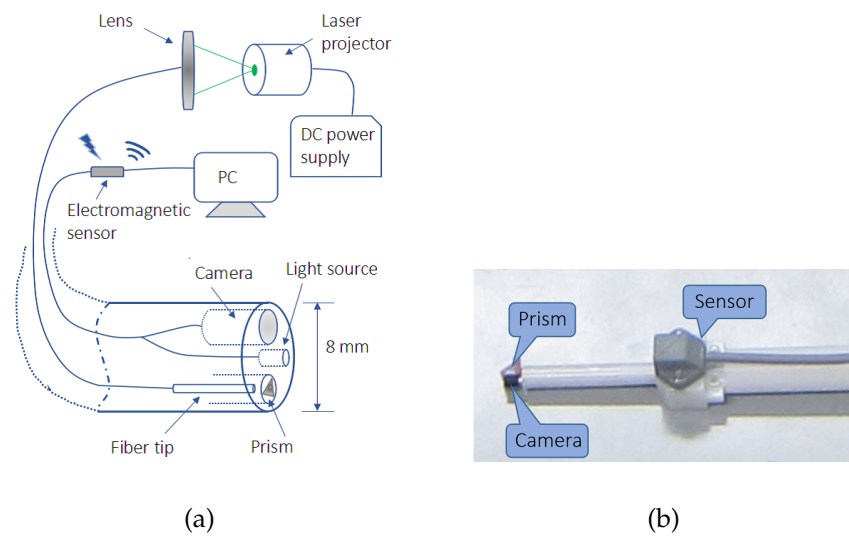 Lens
Laser
projector
DC power
supply
PC
Electromagnetic
sensor
Camera
Light source
8 mm
Fiber tip
Prism
Sensor
Prism
Camera
(a)
(b)